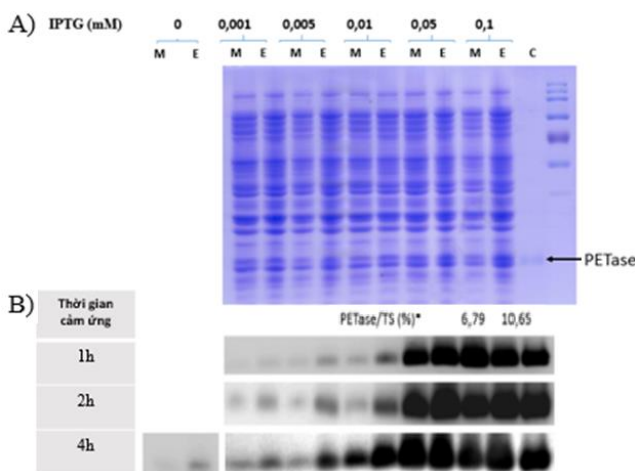 A) IPTG (mM) 0 0,001 0,005 0,01 0,05 0,1
M E M E M E M E M E M E C
PETase
B) Thời gian cảm ứng
PETase/TS (%)* 6,79 10,65
1h
2h
4h